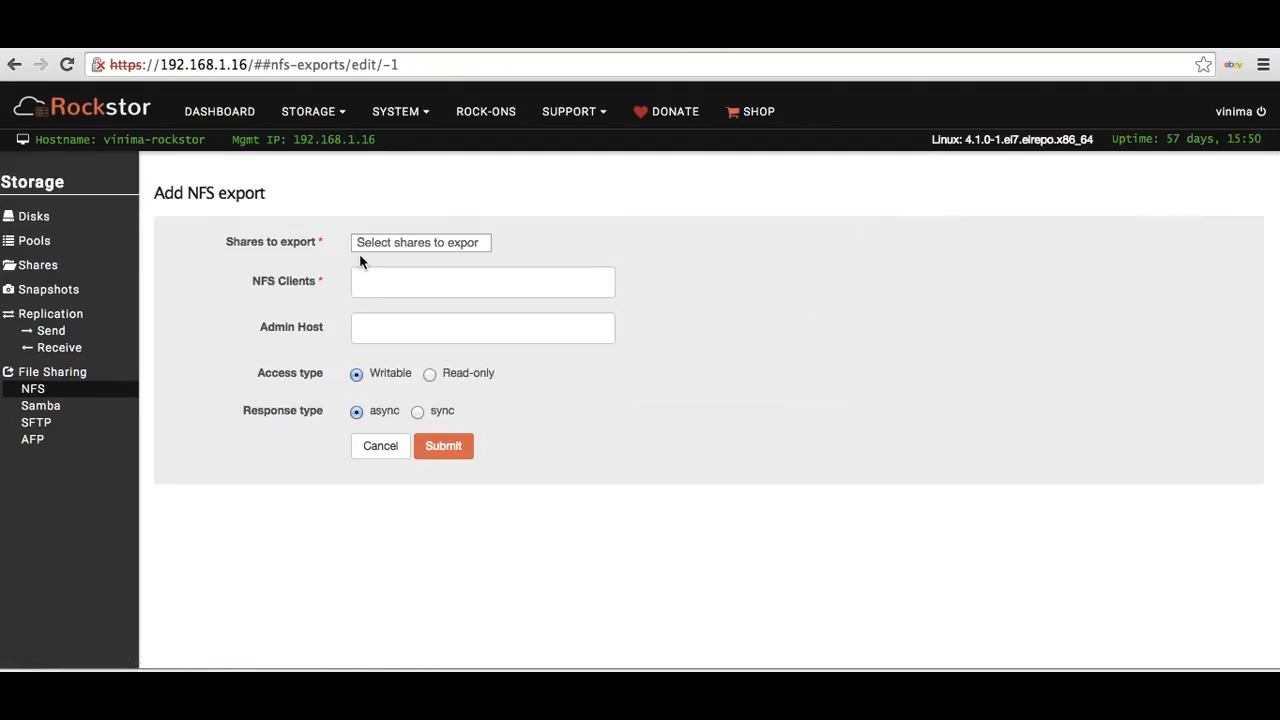 https://192.168.1.16/##nfs-exports/edit/-1
ebay
Rockstor DASHBOARD STORAGE SYSTEM ROCK-ONS SUPPORT DONATE SHOP vinima
Hostname: vinima-rockstor Mgmt IP: 192.168.1.16 Linux: 4.1.0-1.el7.elrepo.x86_64 Uptime: 57 days, 15:50
Storage
Disks
Pools
Shares
Snapshots
Replication
Send
Receive
File Sharing
NFS
Samba
SFTP
AFP
Add NFS export
Shares to export * Select shares to expor
NFS Clients *
Admin Host
Access type Writable Read-only
Response type async sync
Cancel Submit